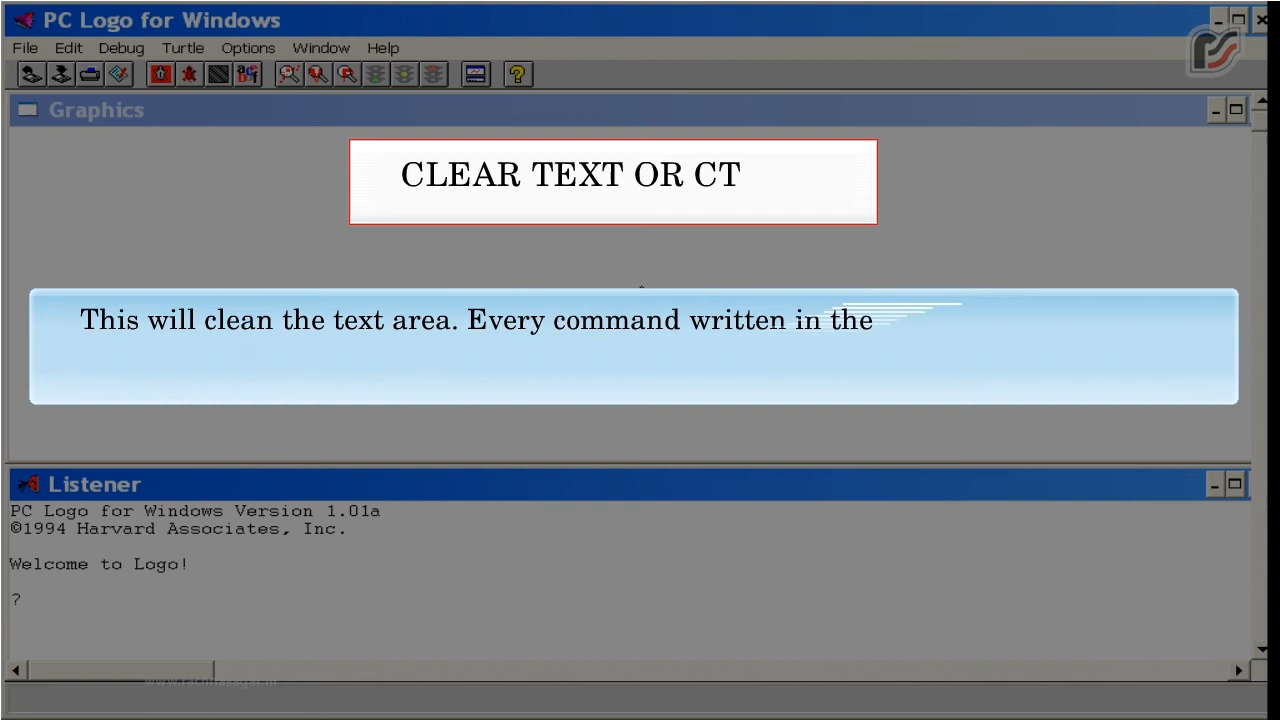 PC Logo for Windows
File Edit Debug Turtle Options Window Help
Graphics
CLEAR TEXT OR CT
This will clean the text area. Every command written in the
Listener
PC Logo for Windows Version 1.01a
©1994 Harvard Associates, Inc.
Welcome to Logo!
?